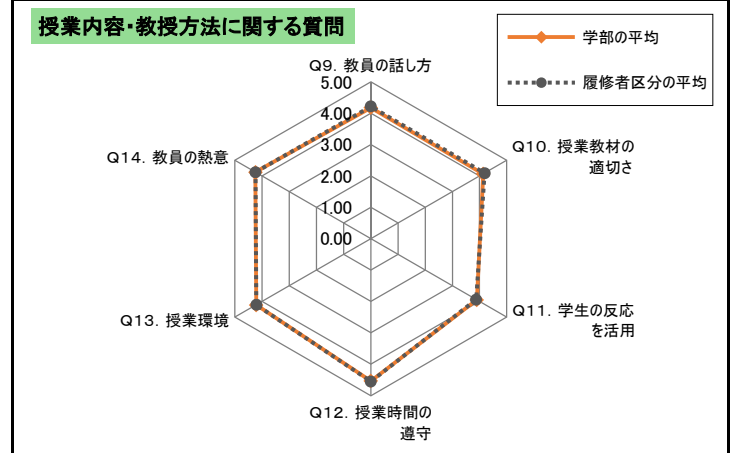 授業内容・教授方法に関する質問
学部の平均
履修者区分の平均
Q9. 教員の話し方
5.00
4.00
3.00
2.00
1.00
0.00
Q10. 授業教材の
適切さ
Q11. 学生の反応
を活用
Q12. 授業時間の
遵守
Q13. 授業環境
Q14. 教員の熱意